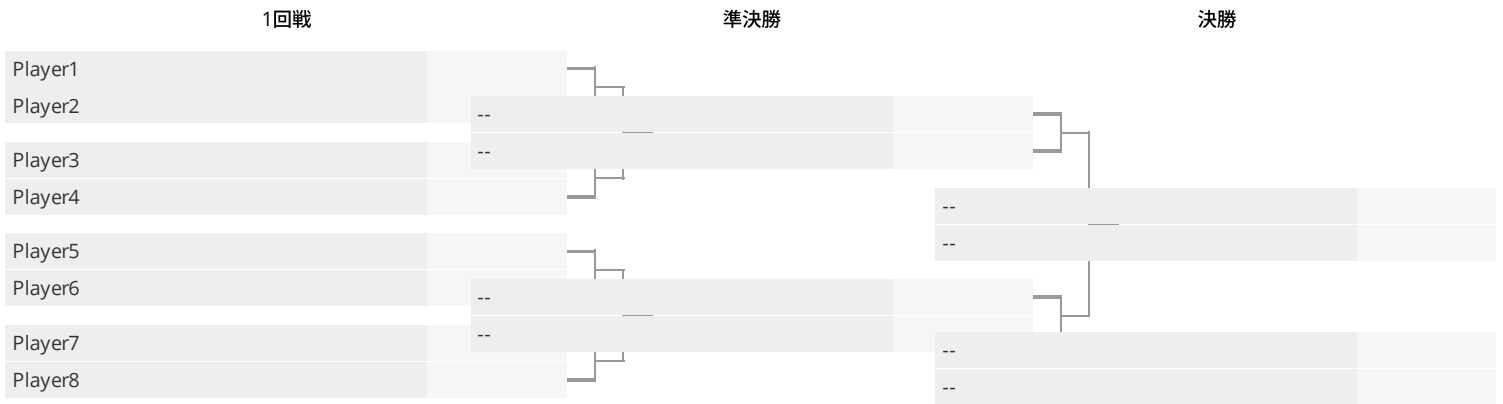 1回戦
準決勝
決勝
Player1
Player2
Player3
Player4
Player5
Player6
Player7
Player8
--
--
--
--
--
--
--
--